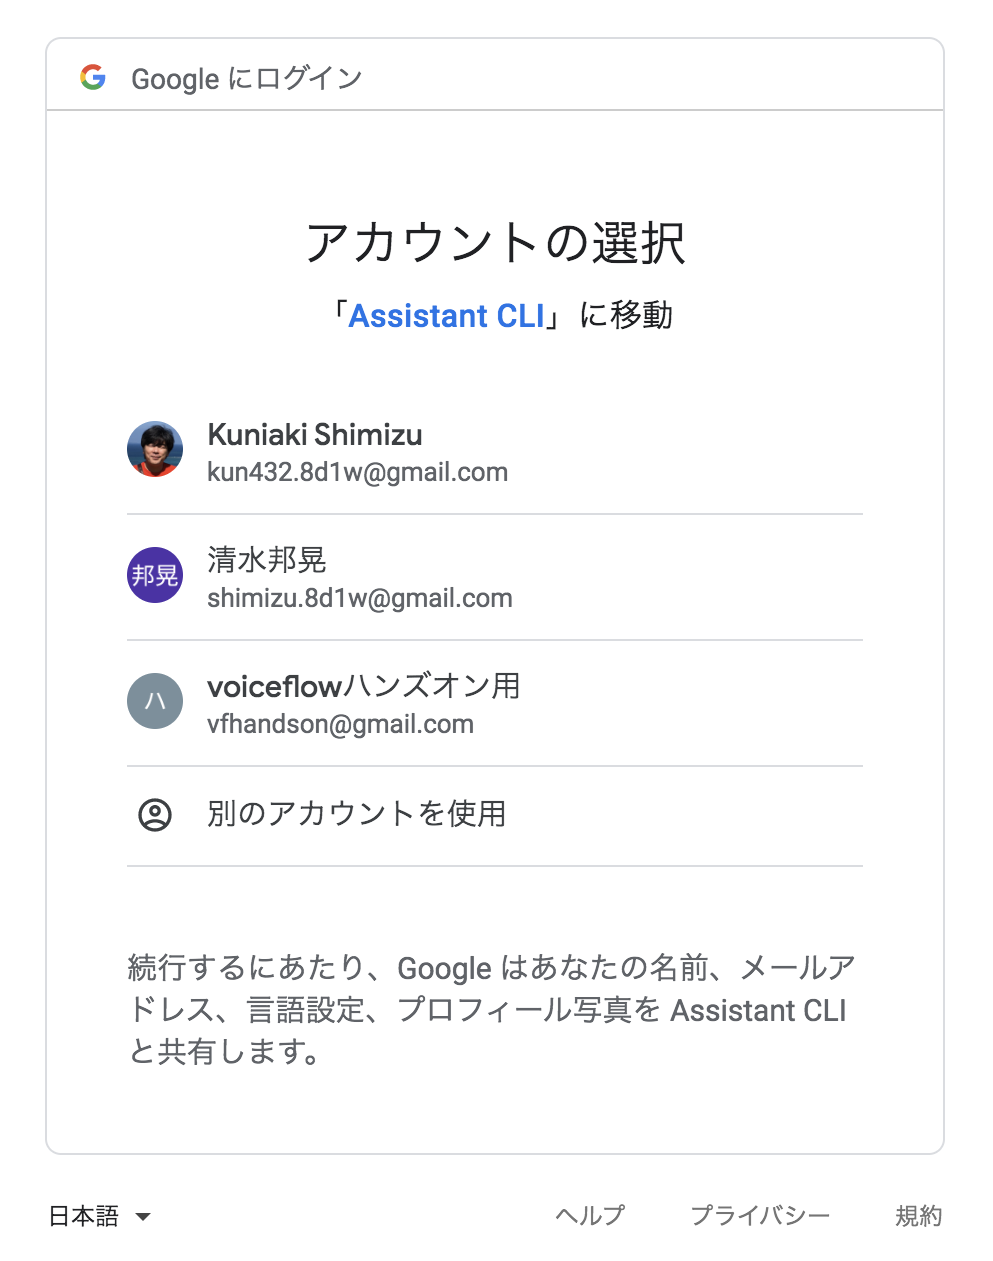 Google にログイン
アカウントの選択
「Assistant CLI」に移動
Kuniaki Shimizu
kun432.8d1w@gmail.com
邦晃
清水邦晃
shimizu.8d1w@gmail.com
ハ
voiceflowハンズオン用
vfhandson@gmail.com
別のアカウントを使用
続行するにあたり、Google はあなたの名前、メールア
ドレス、言語設定、プロフィール写真を Assistant CLI
と共有します。
日本語
ヘルプ
プライバシー
規約